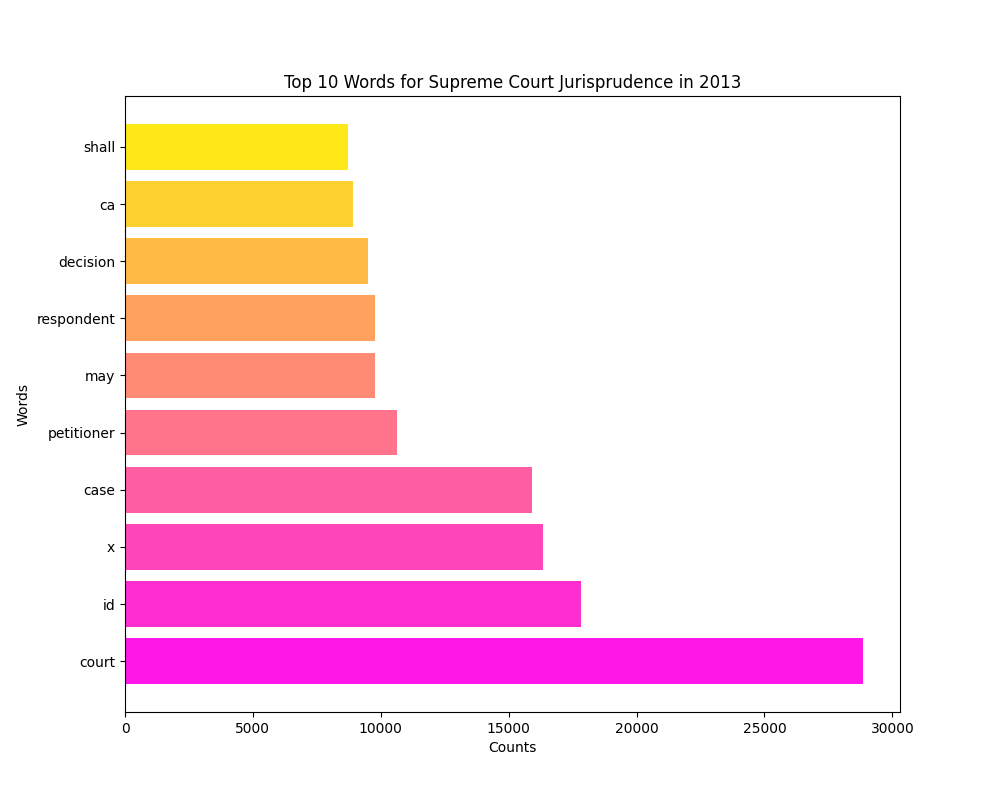 Top 10 Words for Supreme Court Jurisprudence in 2013
shall
ca
decision
respondent
may
petitioner
case
x
id
court
Words
0 5000 10000 15000 20000 25000 30000
Counts